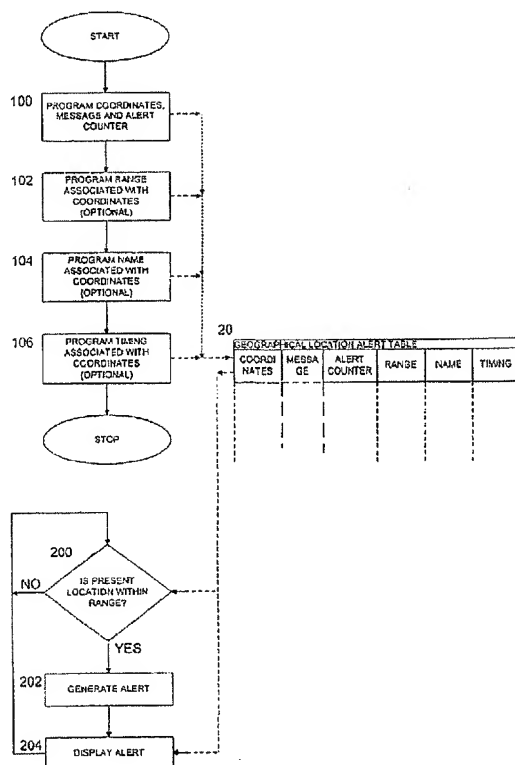 START
100
PROGRAM COORDINATES,
MESSAGE AND ALERT
COUNTER
102
PROGRAM RANGE
ASSOCIATED WITH
COORDINATES
(OPTIONAL)
104
PROGRAM NAME
ASSOCIATED WITH
COORDINATES
(OPTIONAL)
106
PROGRAM TIMING
ASSOCIATED WITH
COORDINATES
(OPTIONAL)
STOP
20
GEOGRAPHICAL LOCATION ALERT TABLE
COORDI
NATES
MESSA
GE
ALERT
COUNTER
RANGE
NAME
TIMING
200
IS PRESENT
LOCATION WITHIN
RANGE?
NO
YES
202
GENERATE ALERT
204
DISPLAY ALERT